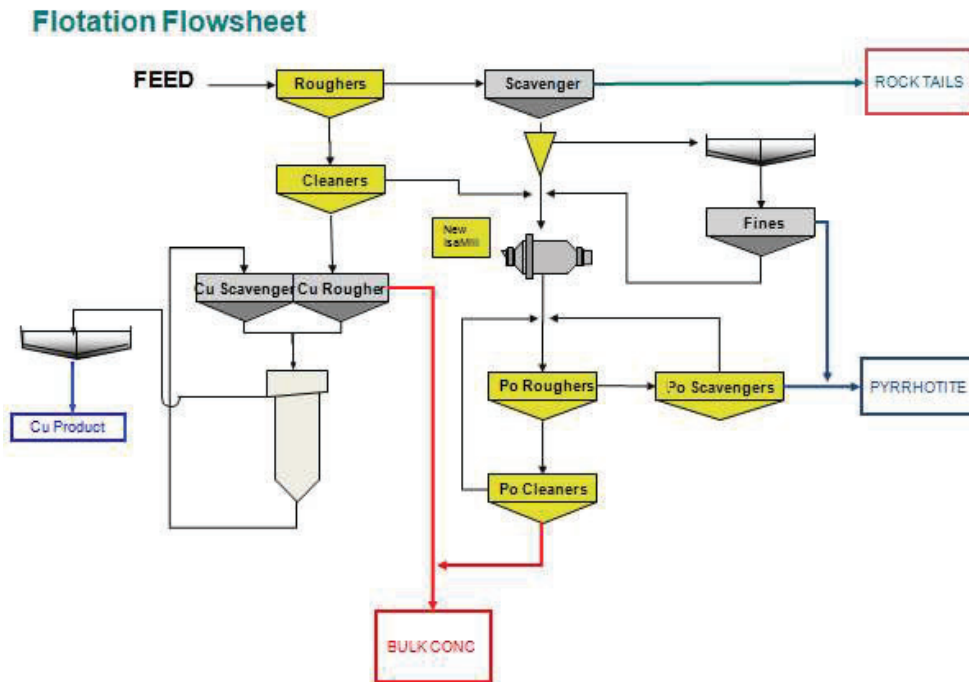 Flotation Flowsheet
FEED
Roughers
Scavenger
ROCK TAILS
Cleaners
Fines
New
IsaMill
Cu Scavenger
Cu Rougher
Po Roughers
Po Scavengers
PYRRHOTITE
Cu Product
Po Cleaners
BULK CONC